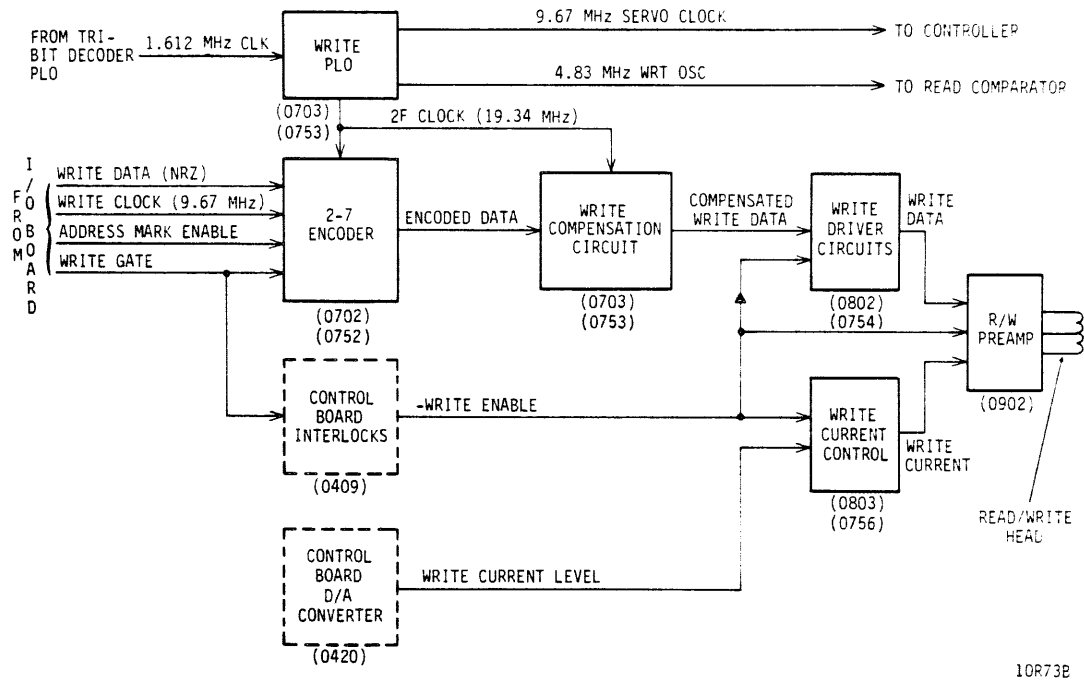 9.67 MHz SERVO CLOCK
TO CONTROLLER
FROM TRI-
BIT DECODER
PLO
1.612 MHz CLK
WRITE
PLO
4.83 MHz WRT OSC
TO READ COMPARATOR
(0703)
(0753)
2F CLOCK (19.34 MHz)
FROM
I/O BOARD
WRITE DATA (NRZ)
WRITE CLOCK (9.67 MHz)
ADDRESS MARK ENABLE
WRITE GATE
2-7
ENCODER
(0702)
(0752)
ENCODED DATA
WRITE
COMPENSATION
CIRCUIT
(0703)
(0753)
COMPENSATED
WRITE DATA
WRITE
DRIVER
CIRCUITS
(0802)
(0754)
WRITE
DATA
R/W
PREAMP
(0902)
CONTROL
BOARD
INTERLOCKS
(0409)
-WRITE ENABLE
WRITE
CURRENT
CONTROL
(0803)
(0756)
WRITE
CURRENT
READ/WRITE
HEAD
CONTROL
BOARD
D/A
CONVERTER
(0420)
WRITE CURRENT LEVEL
10R73B